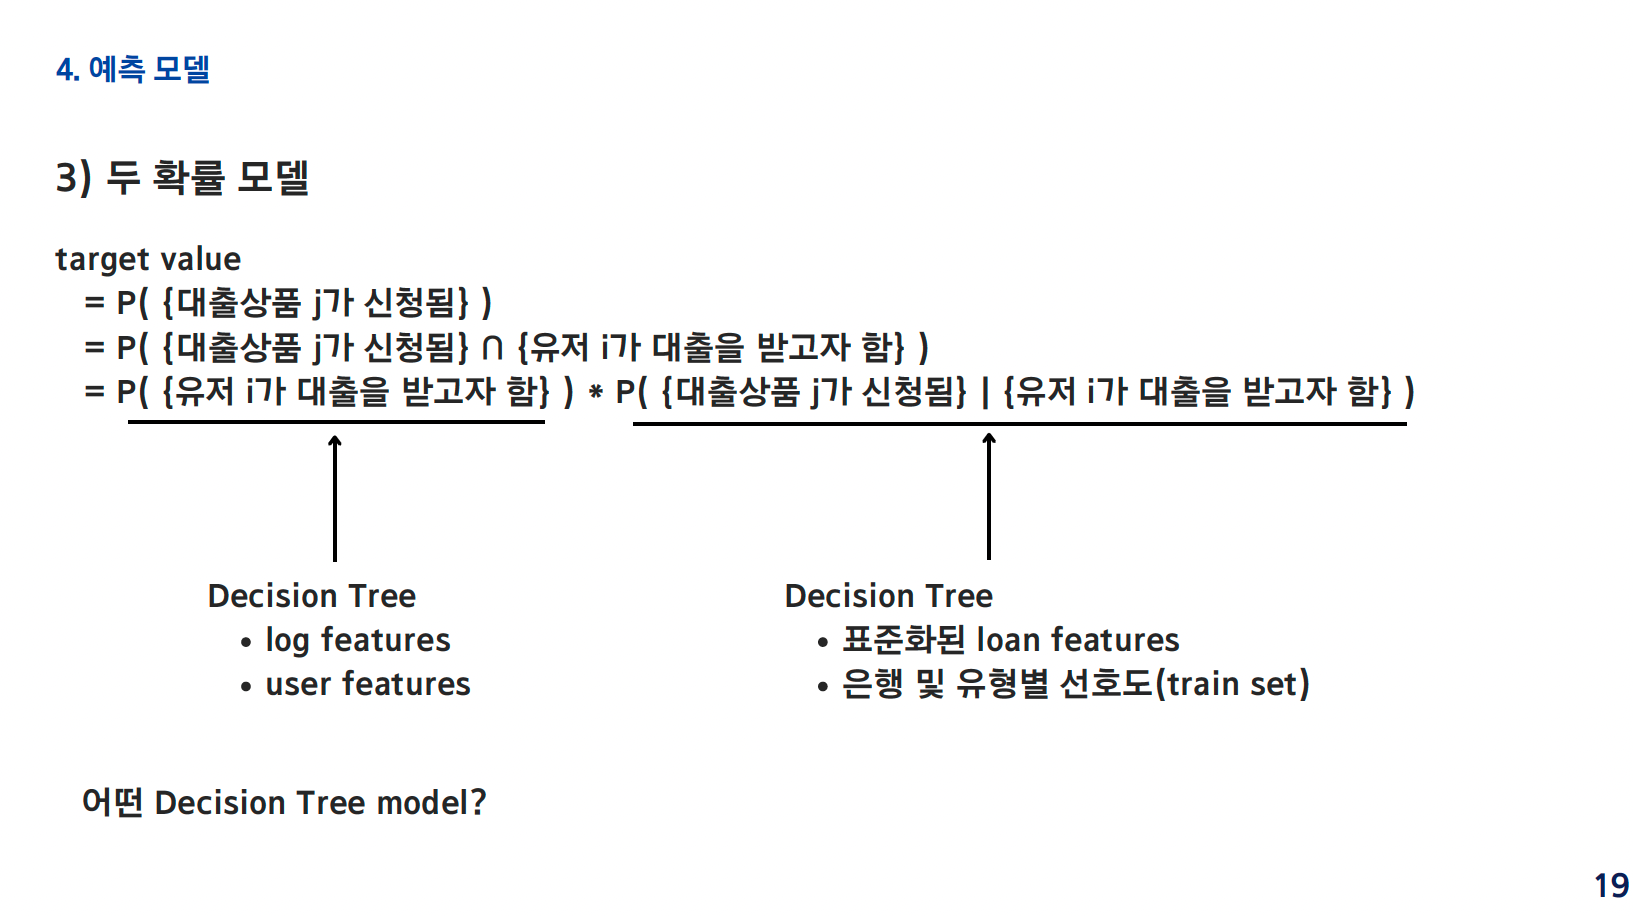 4. 예측 모델
3) 두 확률 모델
target value
= P( {대출상품 j가 신청됨} )
= P( {대출상품 j가 신청됨} ∩ {유저 i가 대출을 받고자 함} )
= P( {유저 i가 대출을 받고자 함} ) * P( {대출상품 j가 신청됨} | {유저 i가 대출을 받고자 함} )
Decision Tree
• log features
• user features
Decision Tree
• 표준화된 loan features
• 은행 및 유형별 선호도(train set)
어떤 Decision Tree model?
19